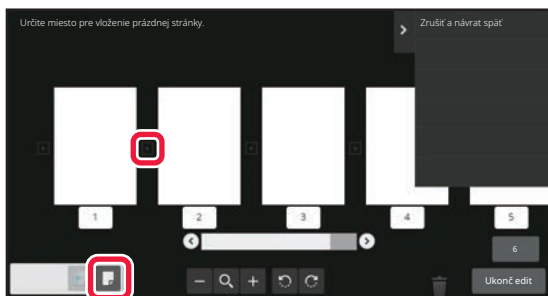 Určite miesto pre vloženie prázdnej stránky.
Zrušiť a návrat späť
1
2
3
4
5
6
Ukonč edit